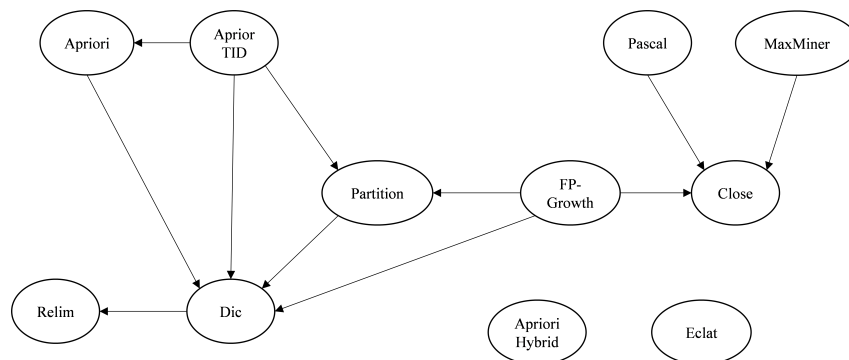 Apriori
Aprior
TID
Pascal
MaxMiner
Partition
FP-
Growth
Close
Relim
Dic
Apriori
Hybrid
Eclat